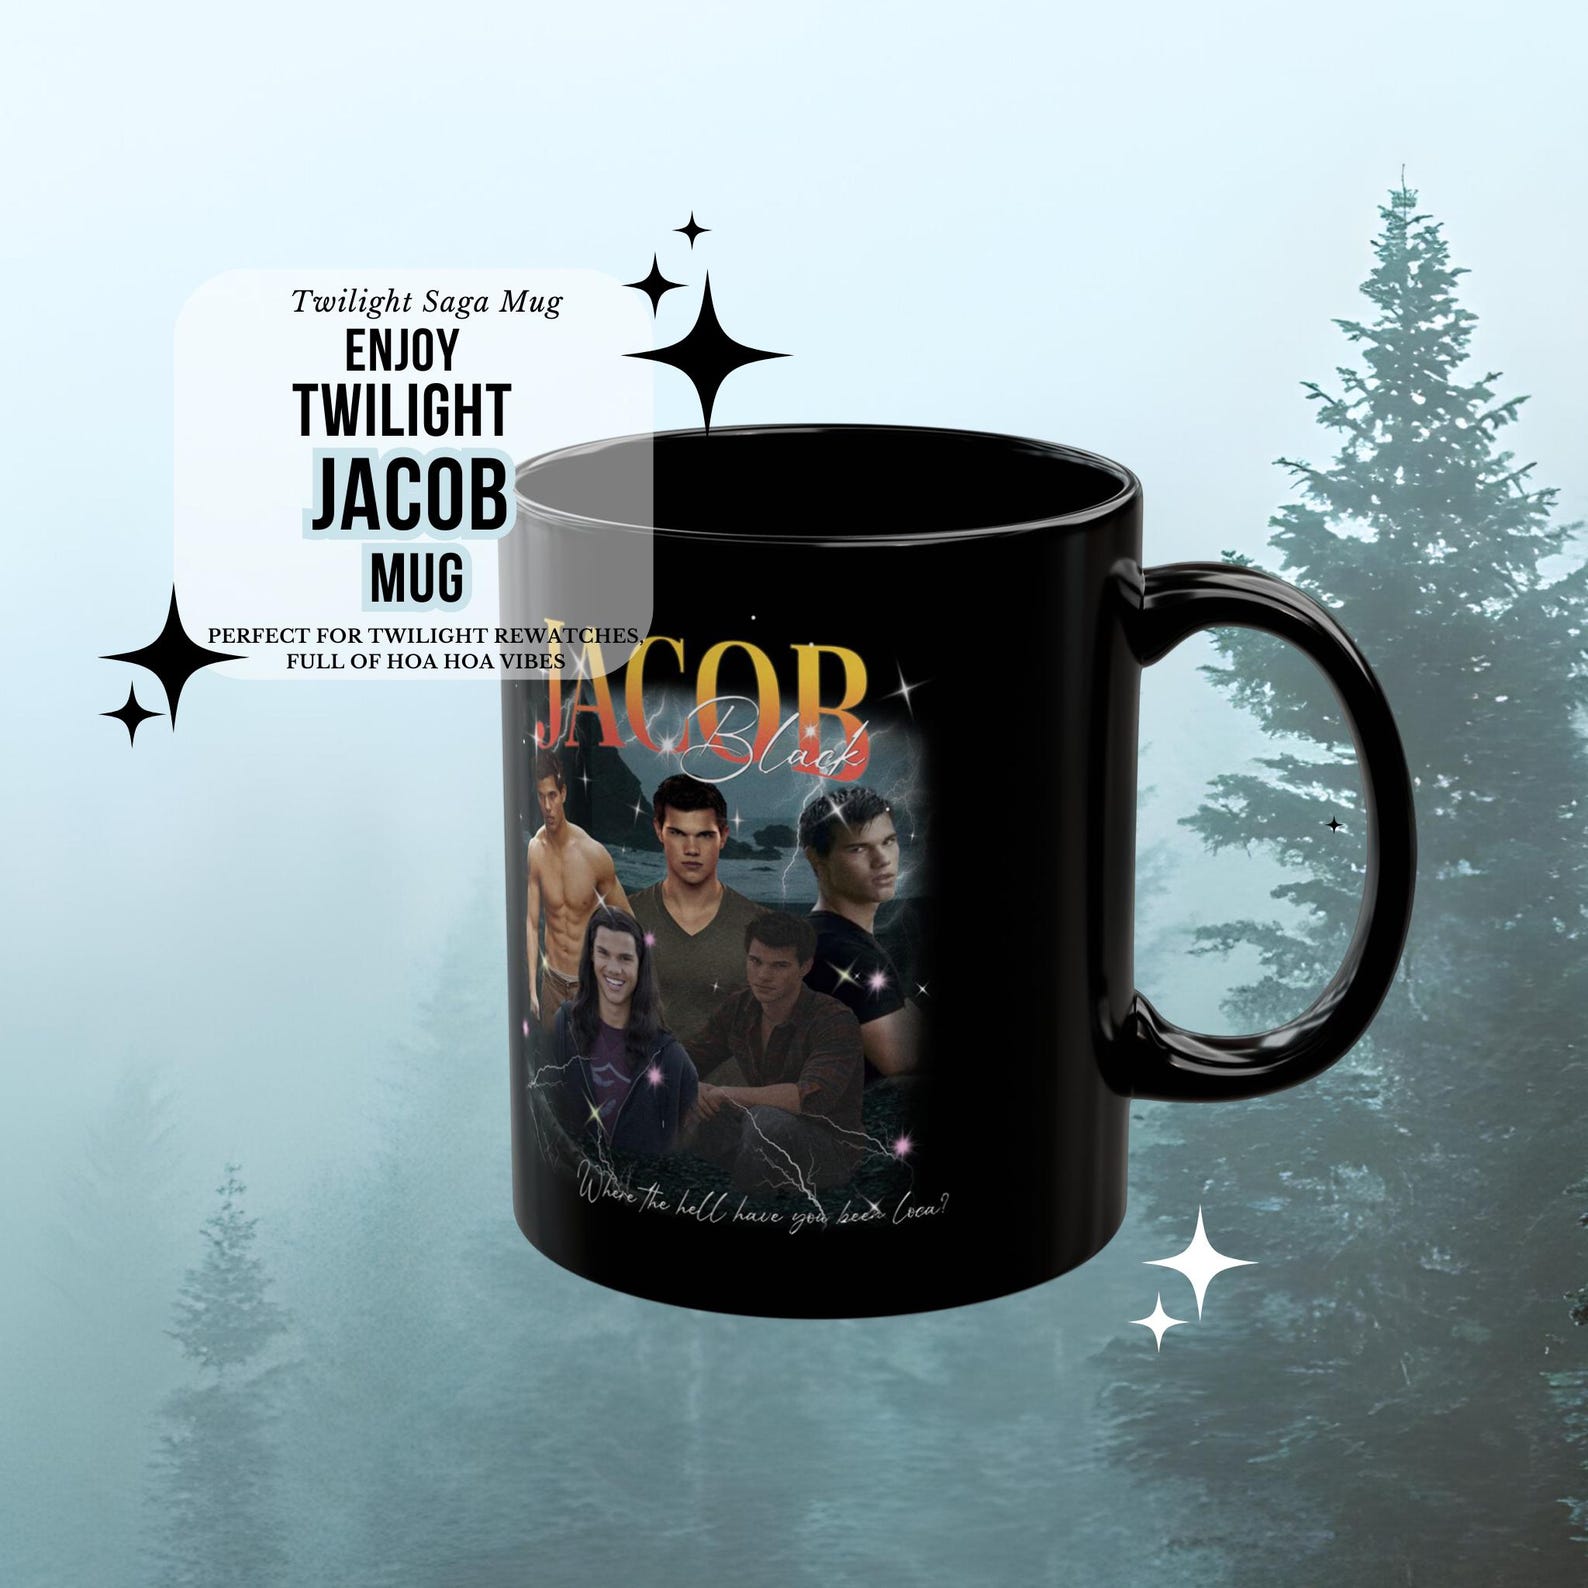 Twilight Saga Mug
ENJOY
TWILIGHT
JACOB
MUG
PERFECT FOR TWILIGHT REWATCHES,
FULL OF HOA HOA VIBES
JACOB
Black
Where the hell have you been Loca?